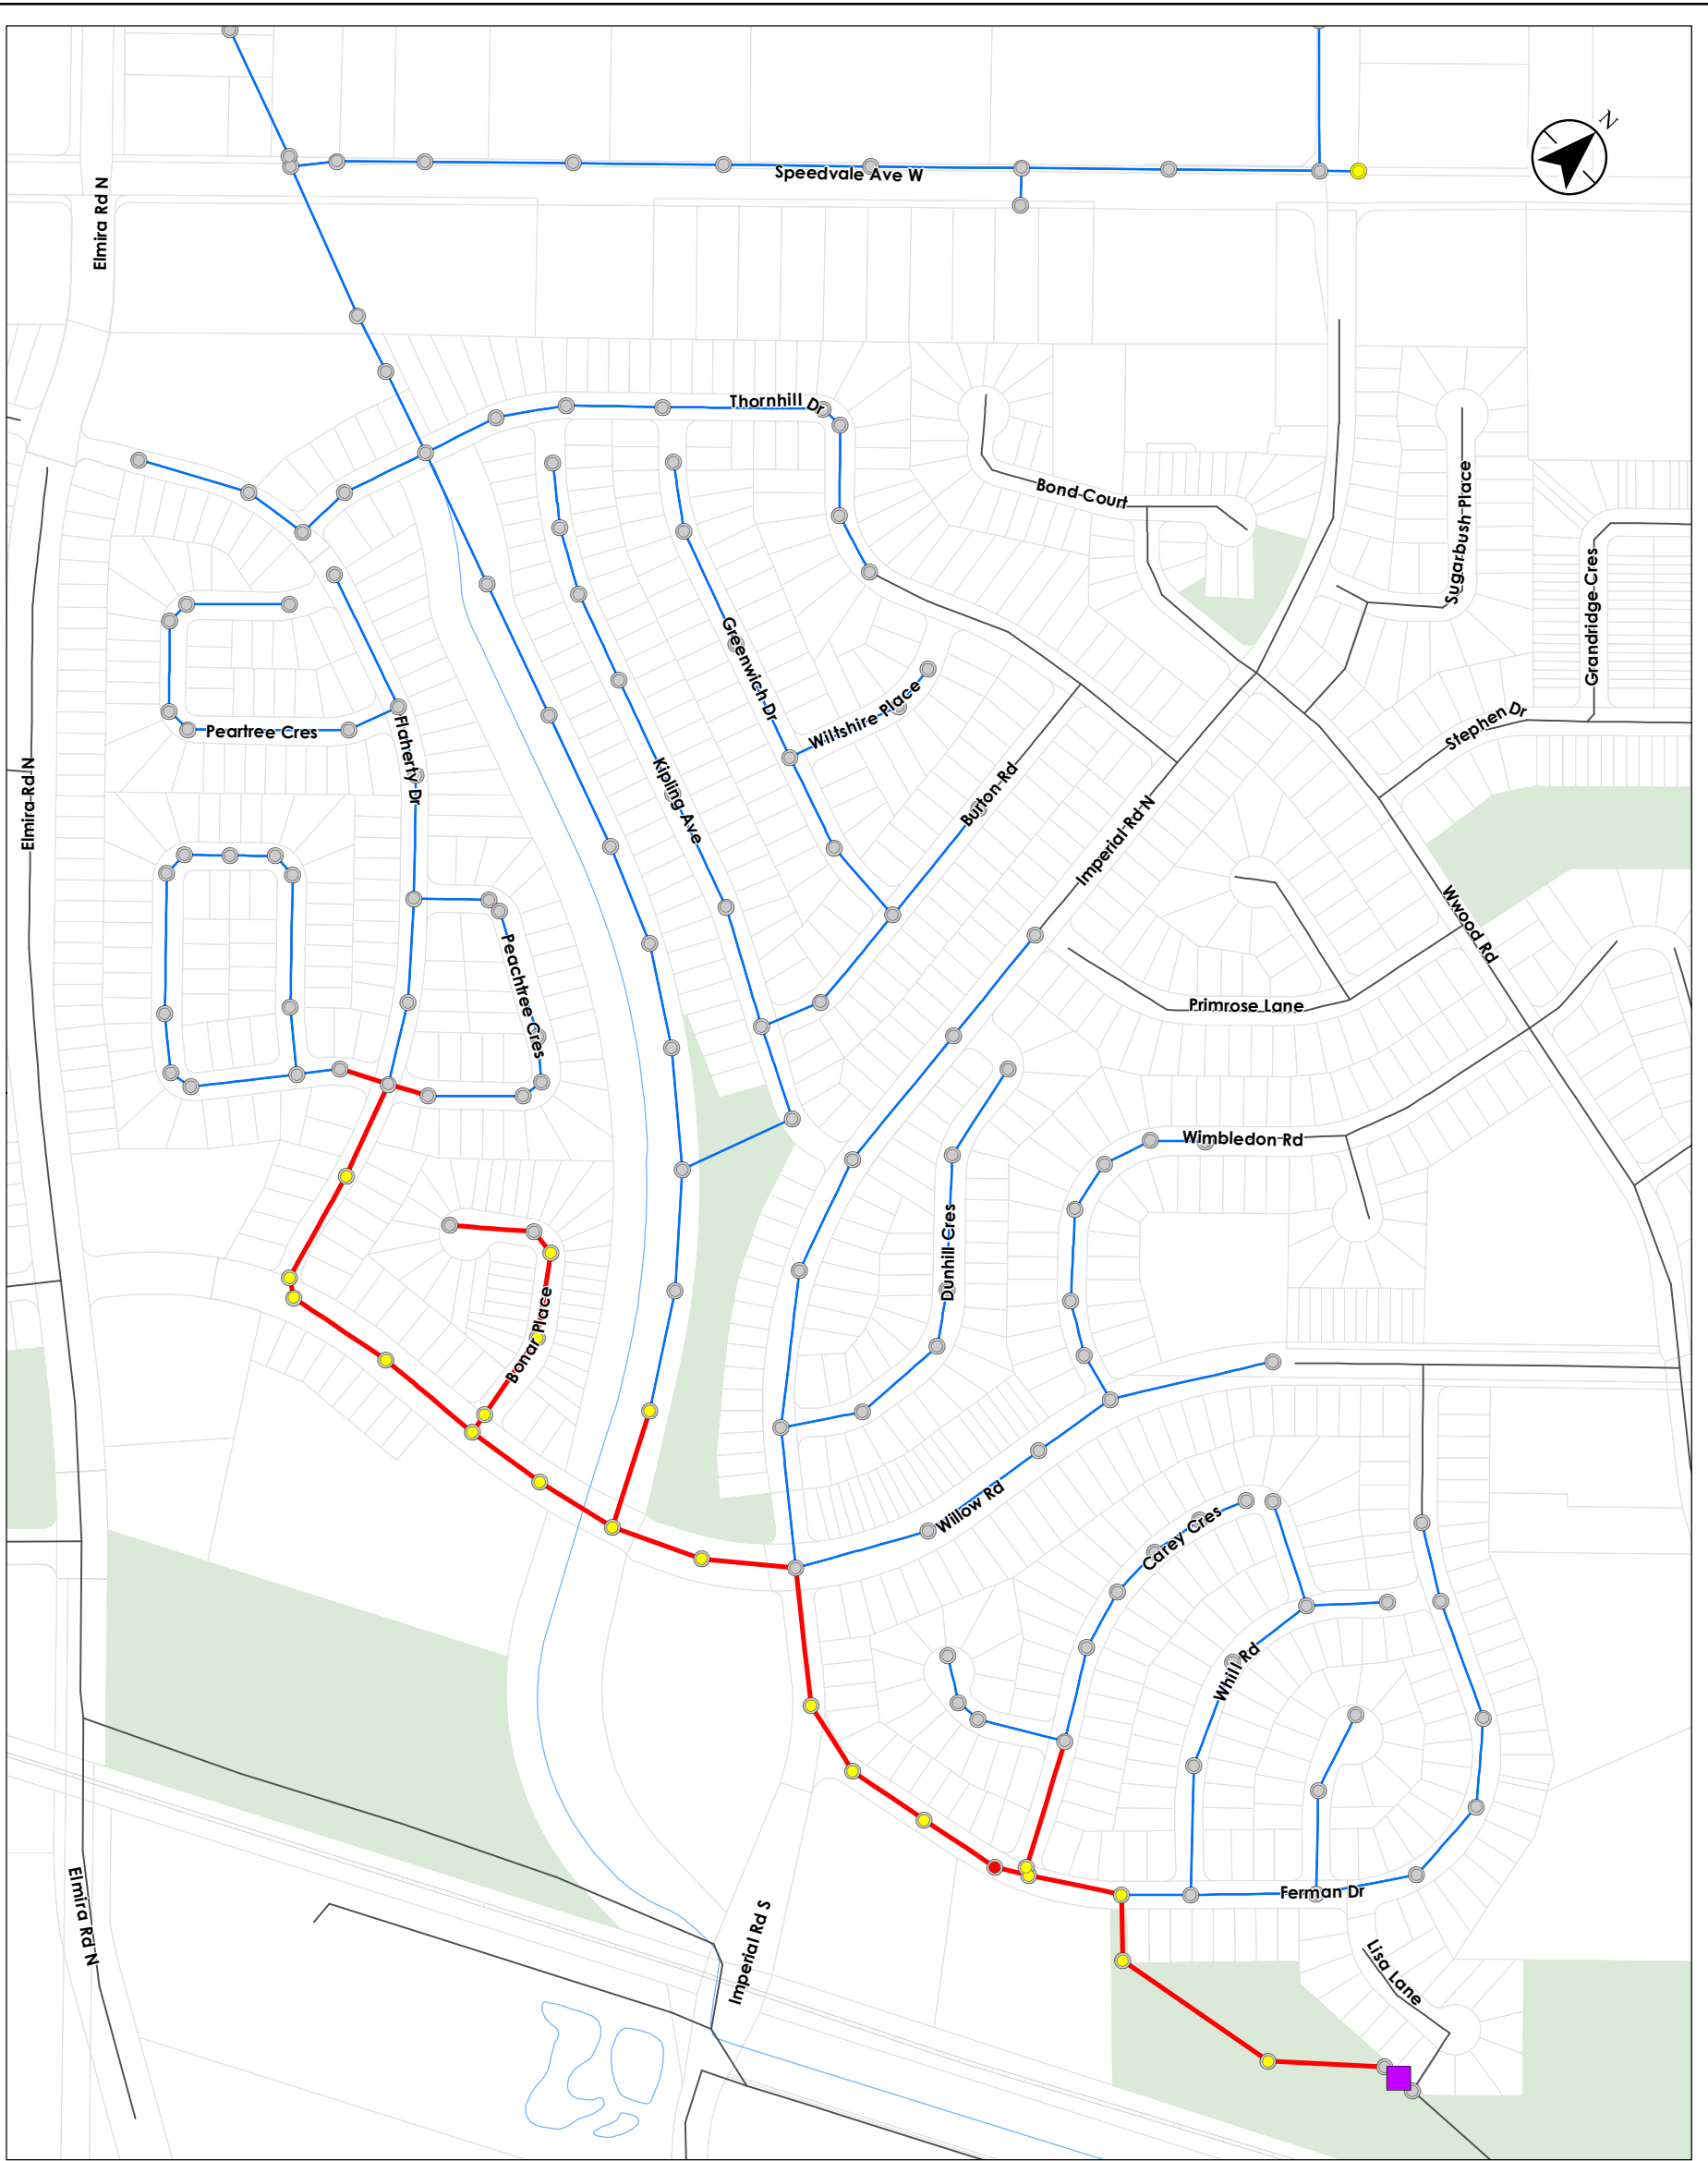 N
Speedvale Ave W
Elmira Rd N
Thornhill Dr
Bond Court
Sugarbush Place
Grandridge Cres
Greenwich Dr
Wiltshire Place
Stephen Dr
Peartree Cres
Flaherty Dr
Kipling Ave
Burton Rd
Elmira Rd N
Imperial Rd N
Wwood Rd
Peachtree Cres
Primrose Lane
Wimbledon Rd
Dunhill Cres
Bonar Place
Willow Rd
Carey Cres
Whill Rd
Ferman Dr
Elmira Rd N
Imperial Rd S
Lisa Lane